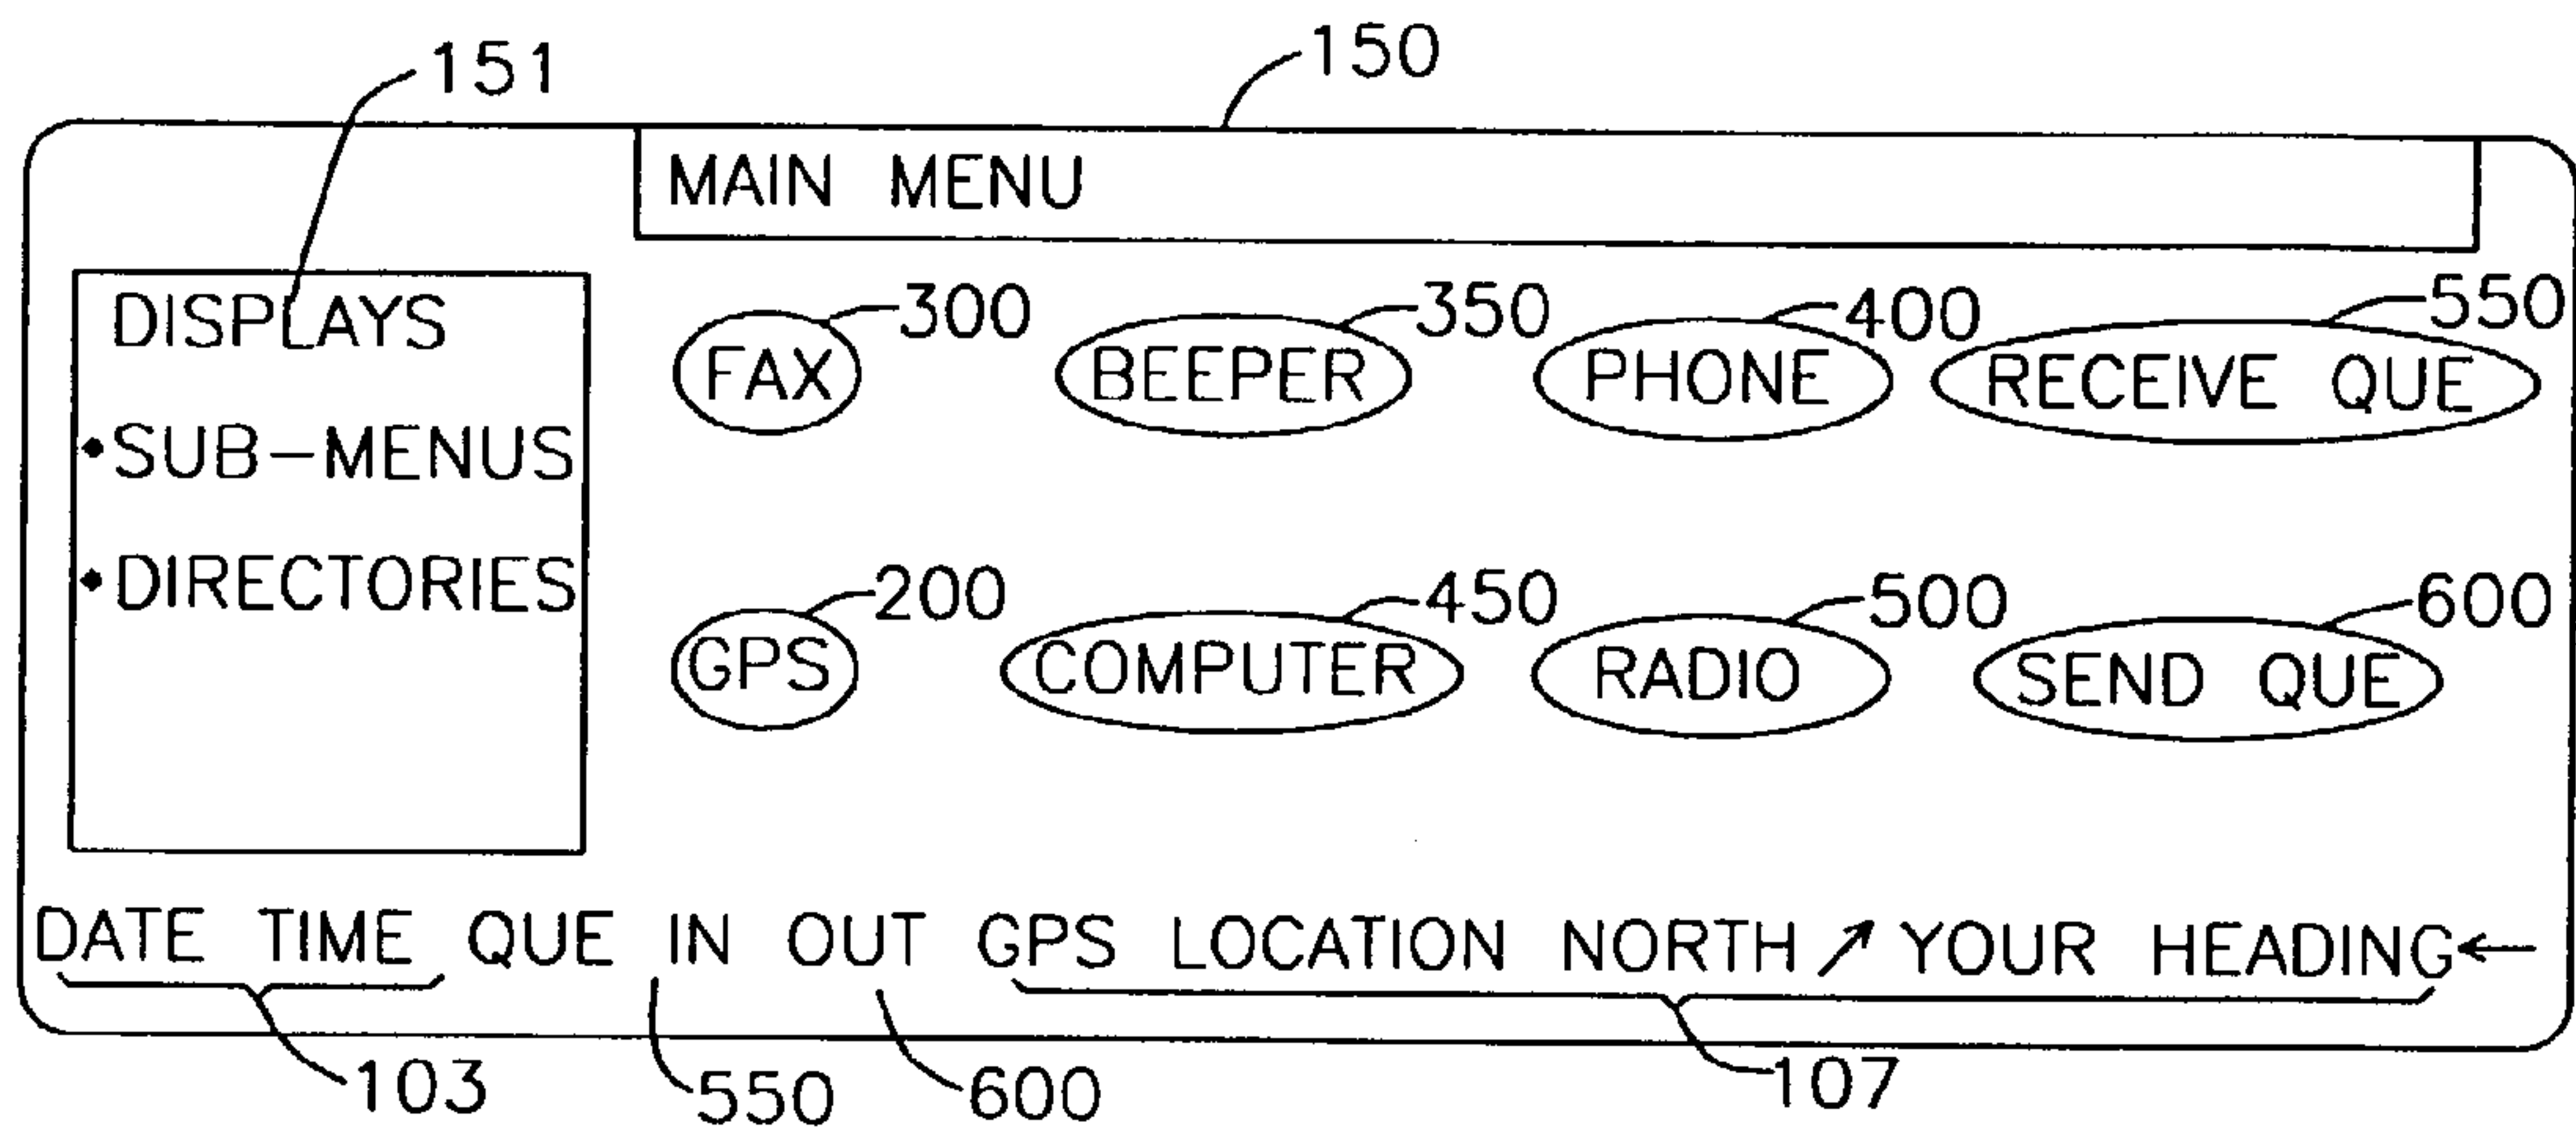 151 150
MAIN MENU
DISPLAYS
•SUB-MENUS
•DIRECTORIES
300 350 400 550
FAX BEEPER PHONE RECEIVE QUE
200 450 500 600
GPS COMPUTER RADIO SEND QUE
DATE TIME QUE IN OUT GPS LOCATION NORTH ↗ YOUR HEADING←
103 550 600 107